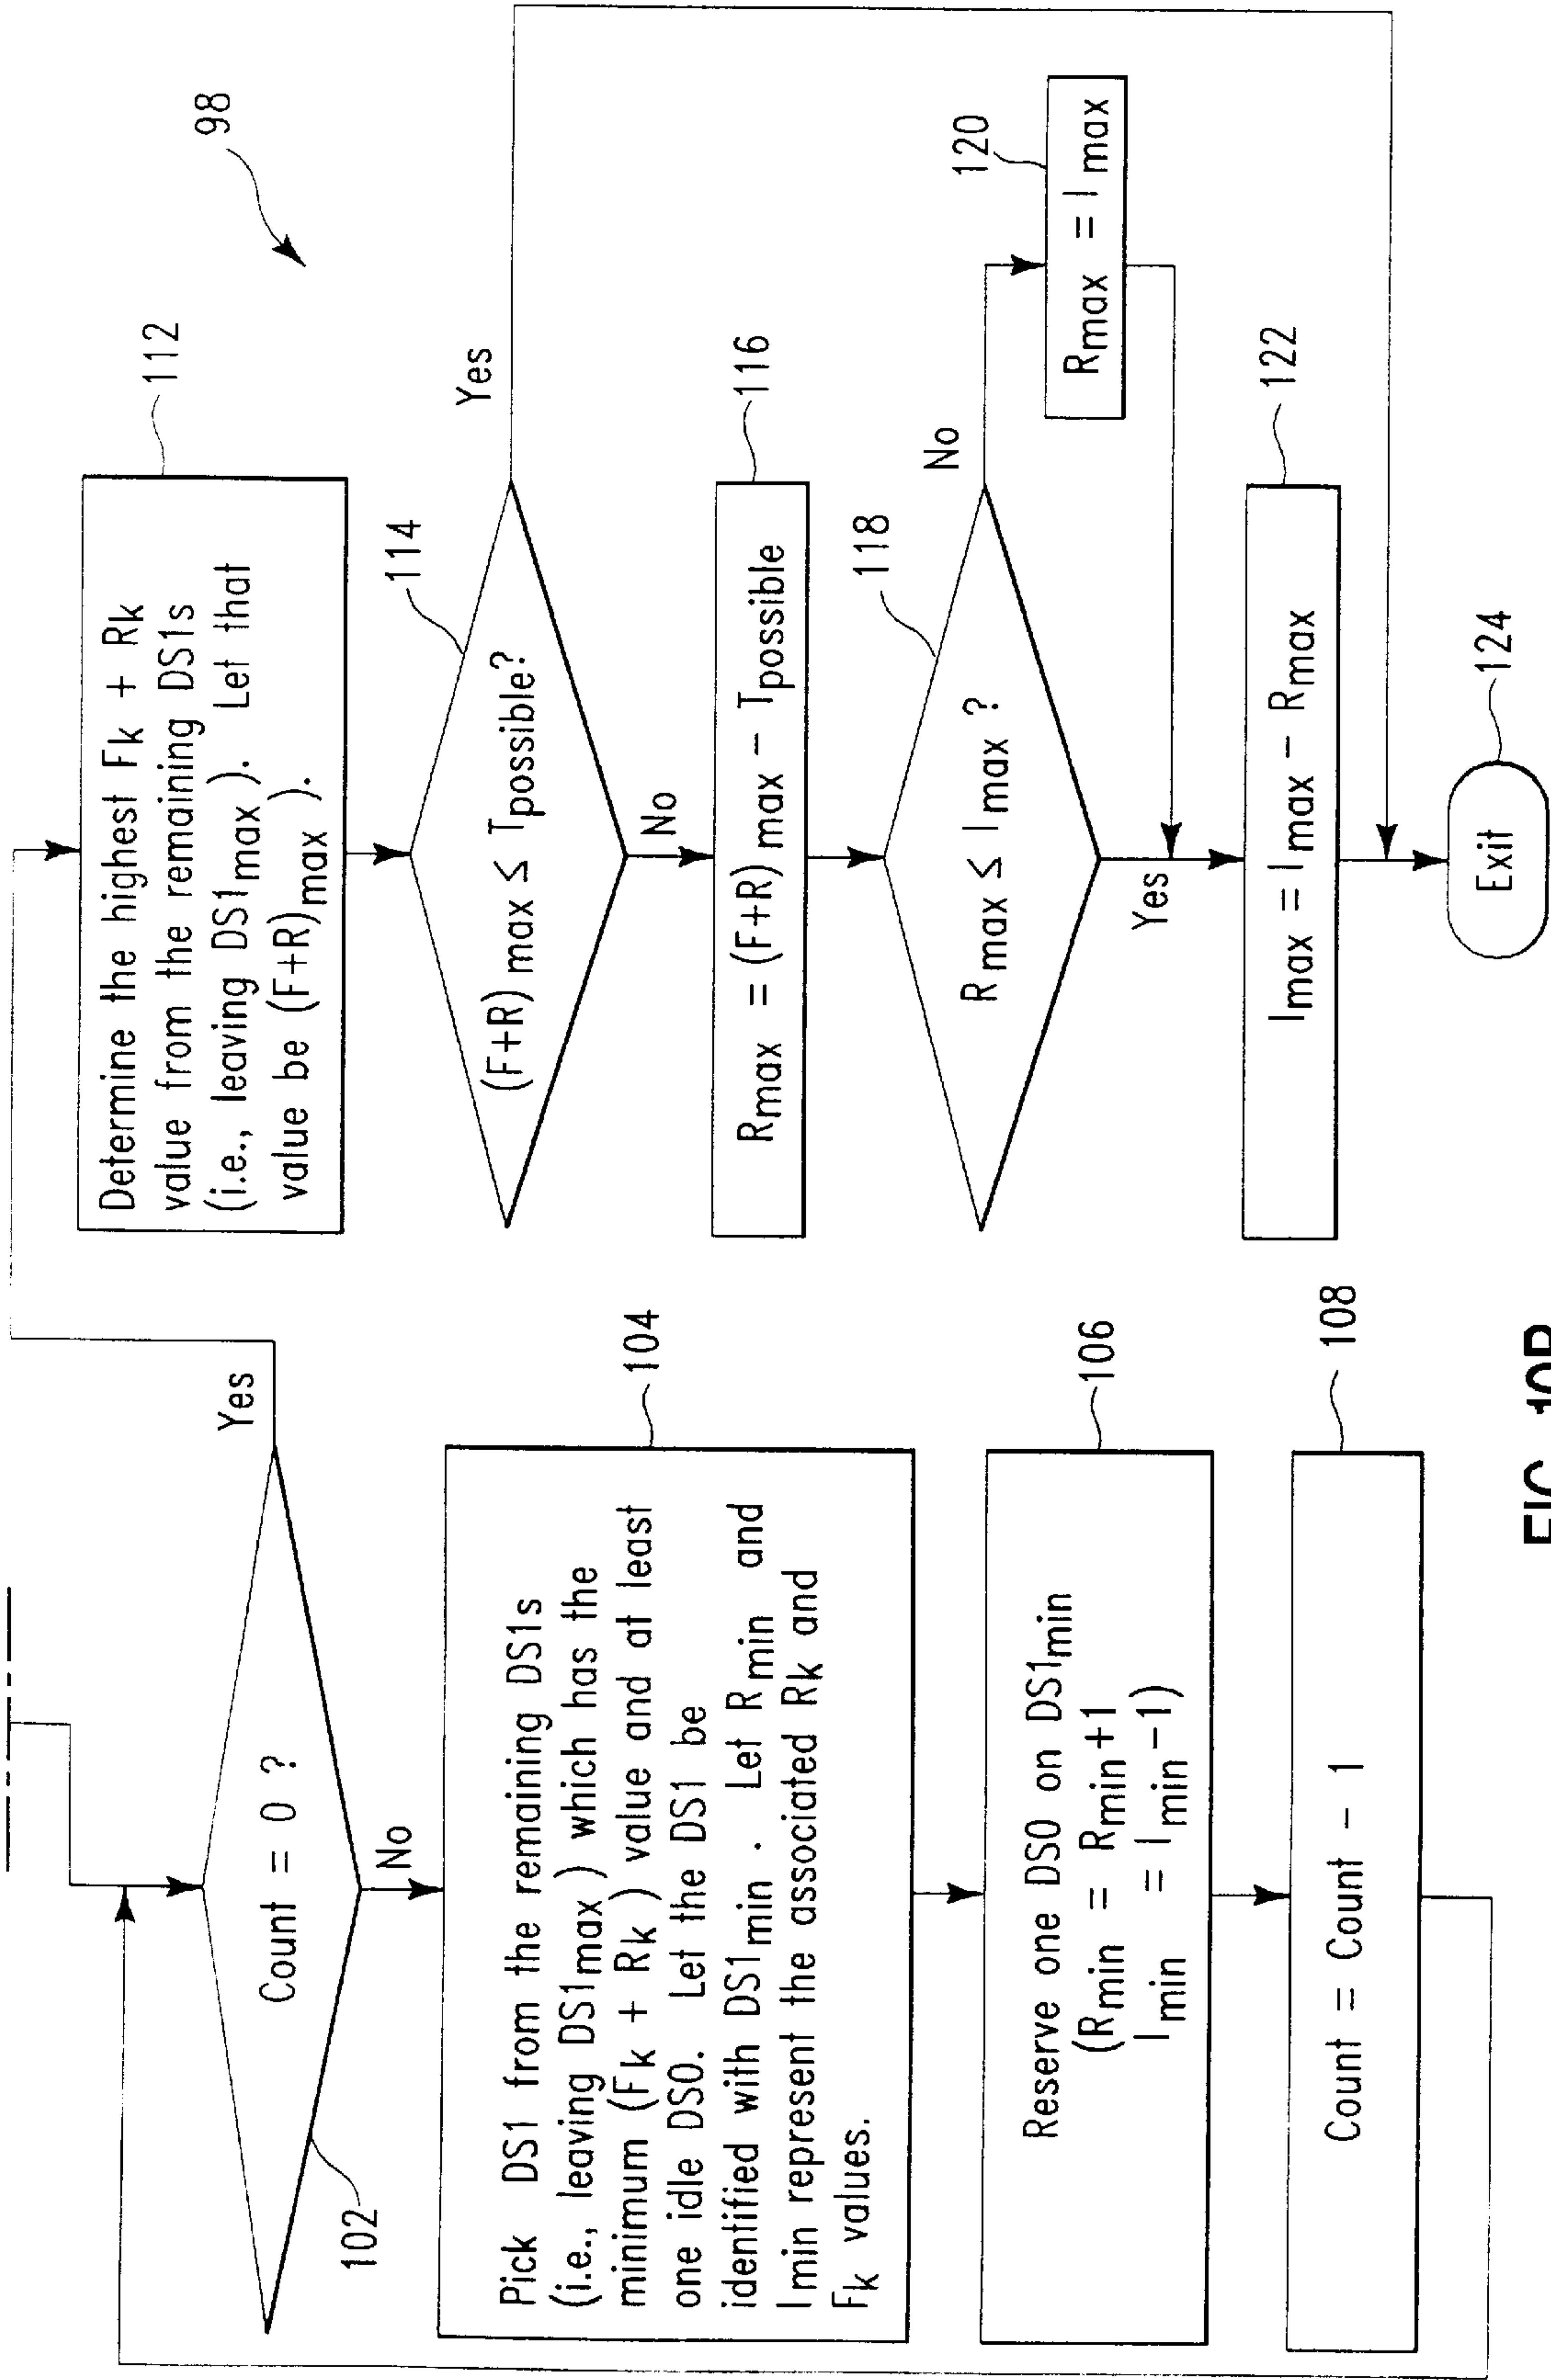 98
Count = 0 ?
Yes
No
102
Pick DS1 from the remaining DS1s
(i.e., leaving DS1max ) which has the
minimum (Fk + Rk ) value and at least
one idle DS0. Let the DS1 be
identified with DS1min . Let Rmin and
Imin represent the associated Rk and
Fk values.
104
Reserve one DS0 on DS1min
(Rmin = Rmin+1
Imin = Imin-1)
106
Count = Count - 1
108
Determine the highest Fk + Rk
value from the remaining DS1s
(i.e., leaving DS1max ). Let that
value be (F+R)max ).
112
(F+R)max ≤ Tpossible?
114
Yes
No
Rmax = (F+R)max - Tpossible
116
Rmax ≤ Imax ?
118
No
Yes
Rmax = Imax
120
Imax = Imax - Rmax
122
Exit
124